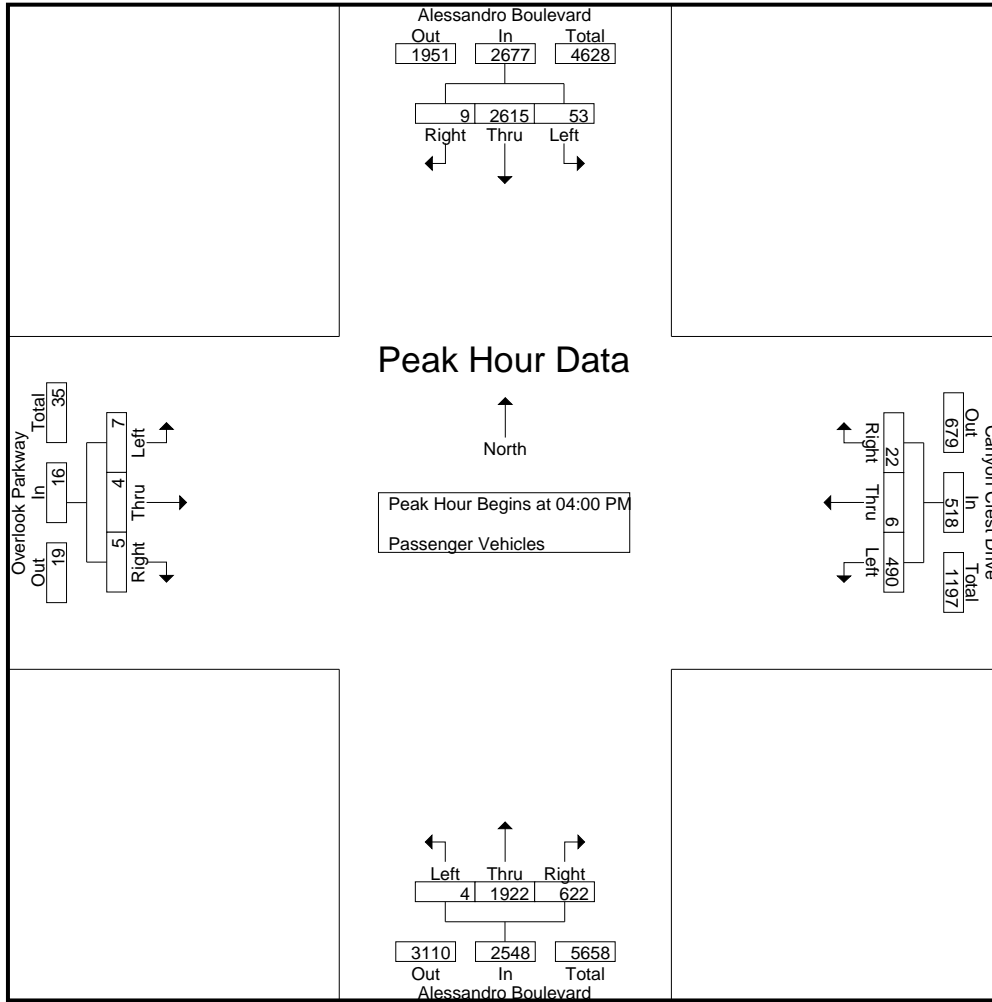 Alessandro Boulevard
Out In Total
1951 2677 4628
9 2615 53
Right Thru Left
Peak Hour Data
North
Peak Hour Begins at 04:00 PM
Passenger Vehicles
Overlook Parkway
Total In Out
35 16 19
7 4 5
Left Thru Right
Canyon Crest Drive
Out In Total
679 518 1197
22 6 490
Right Thru Left
Left Thru Right
4 1922 622
3110 2548 5658
Out In Total
Alessandro Boulevard